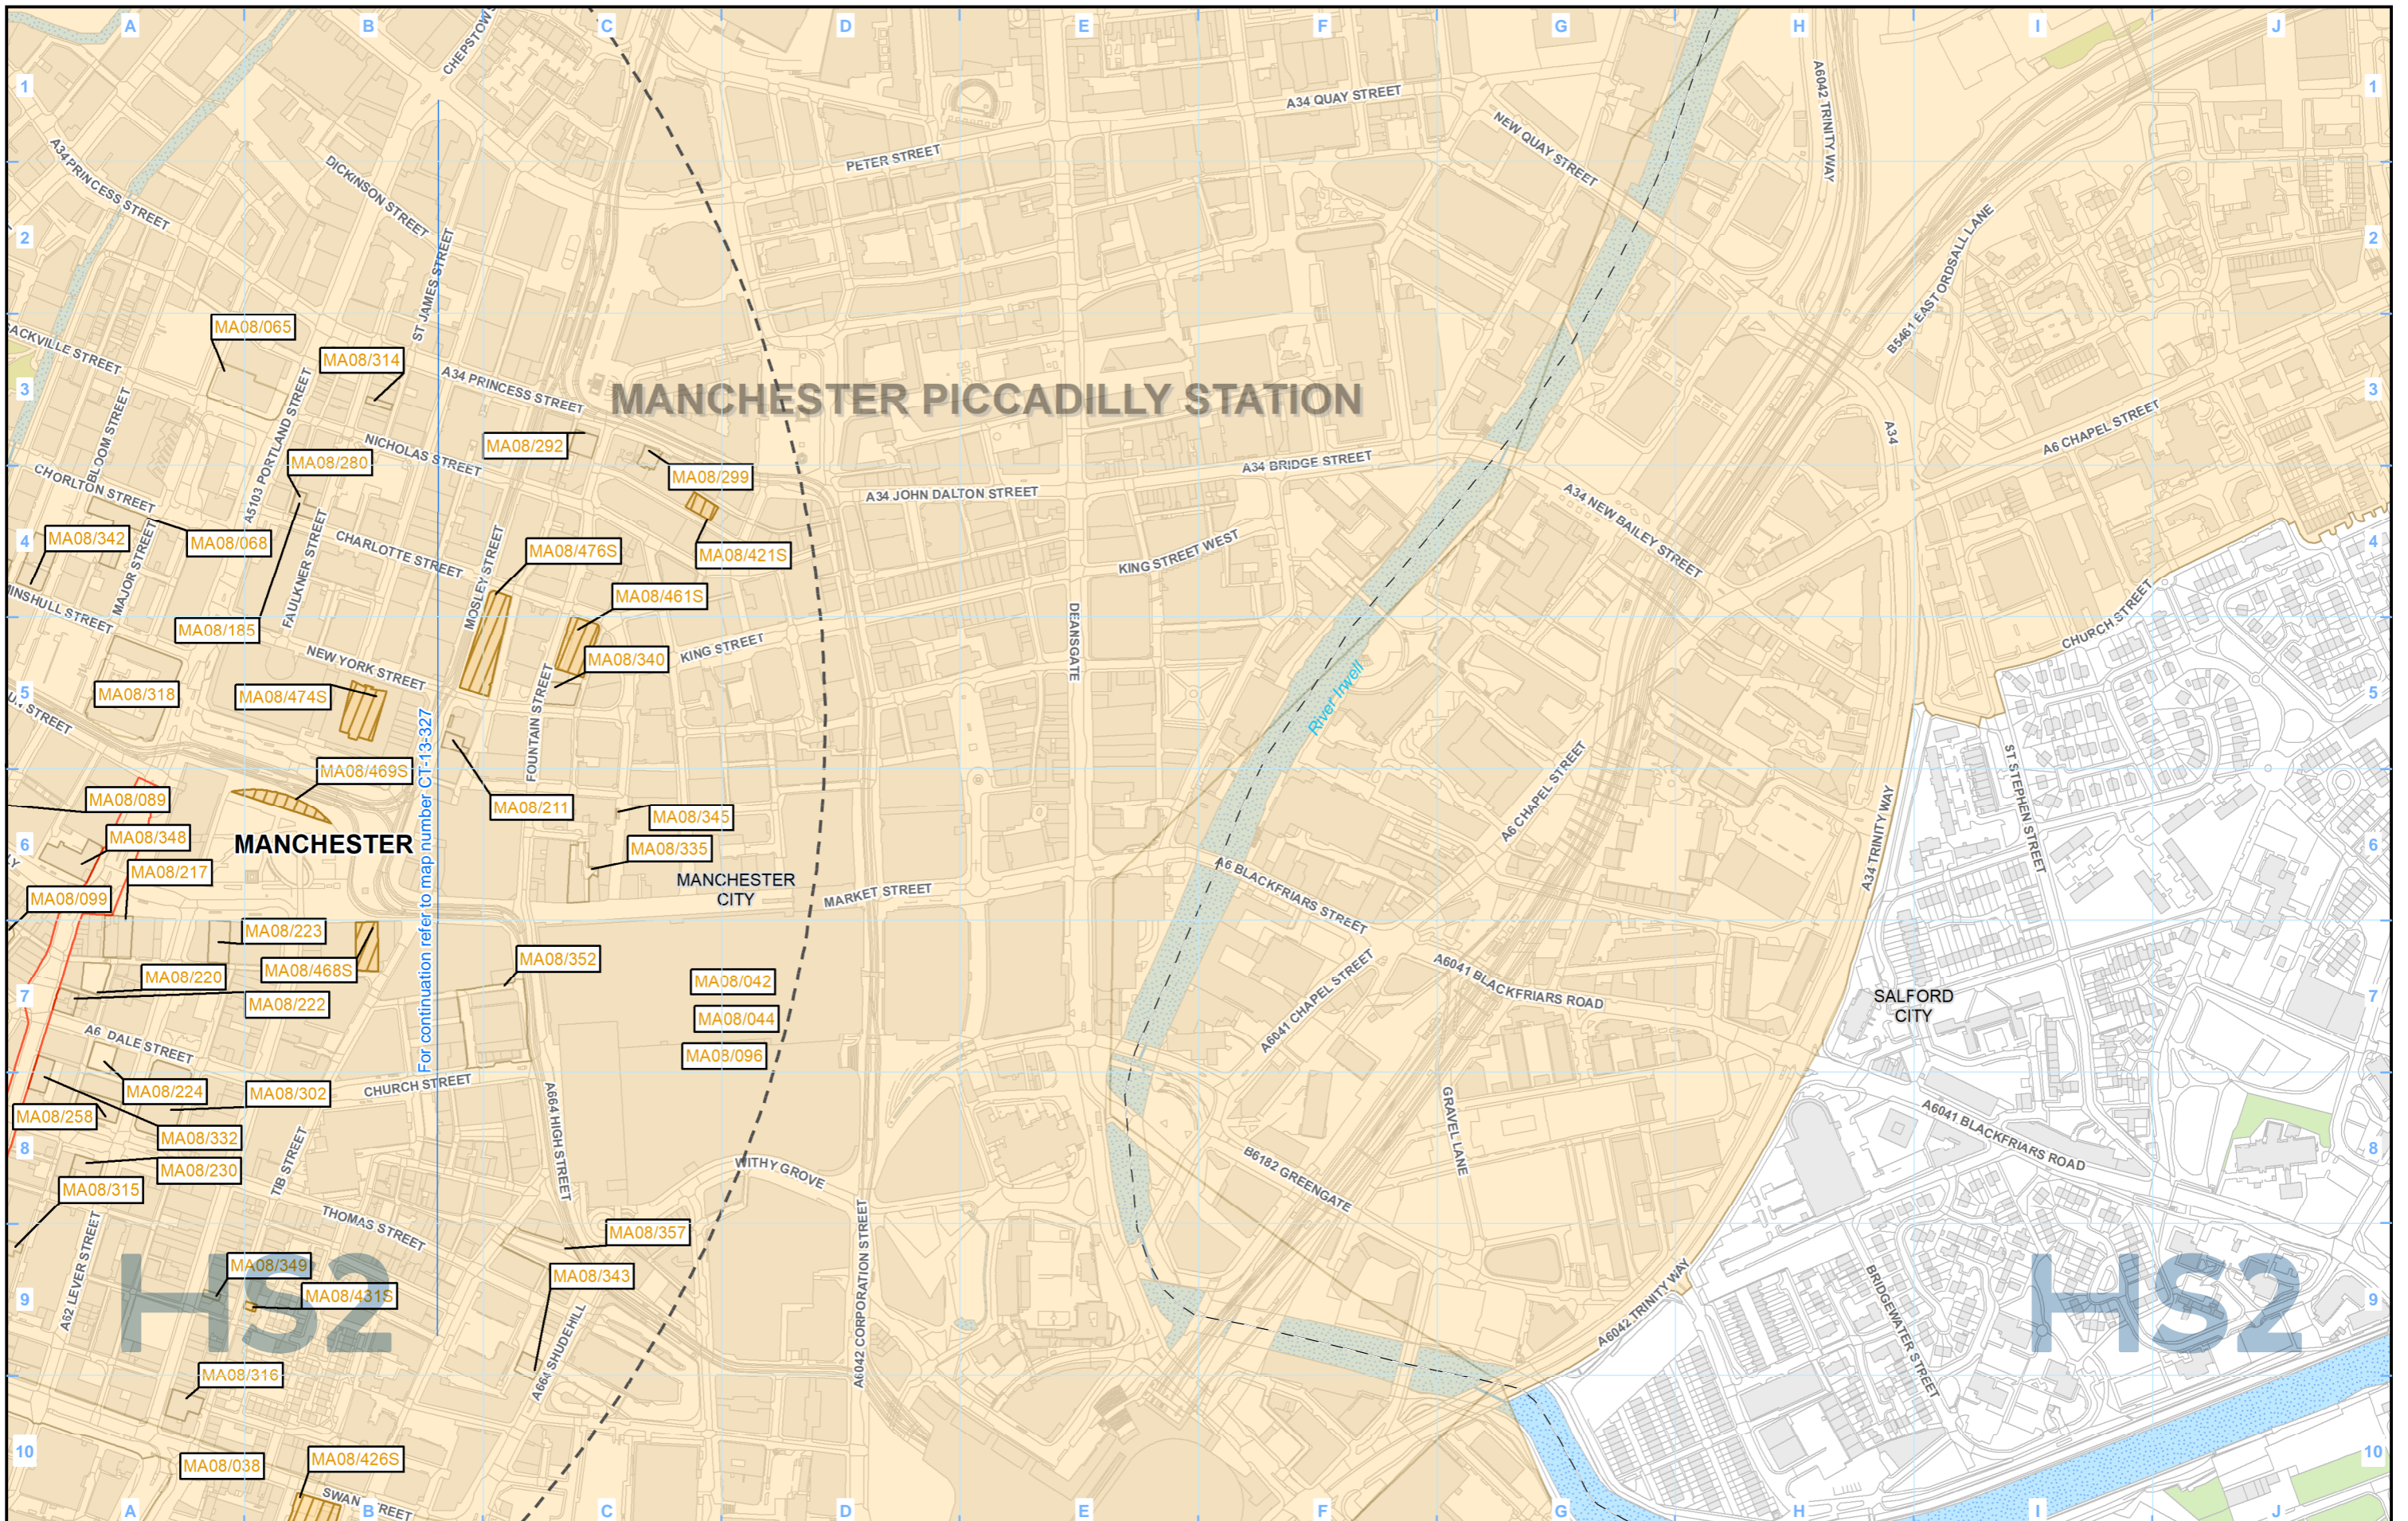 A
B
C
D
E
F
G
H
I
J
1
1
A34 QUAY STREET
A6042 TRINITY WAY
NEW QUAY STREET
PETER STREET
A34 PRINCESS STREET
DICKINSON STREET
2
2
ST JAMES STREET
B5461 EAST ORDSALL LANE
MA08/065
MA08/314
3
3
A34 PRINCESS STREET
MANCHESTER PICCADILLY STATION
BLOOM STREET
A5103 PORTLAND STREET
NICHOLAS STREET
MA08/292
MA08/280
MA08/299
A34
A6 CHAPEL STREET
A34 BRIDGE STREET
A34 JOHN DALTON STREET
A34 NEW BAILEY STREET
CHORLTON STREET
4
4
MA08/342
MA08/068
MAJOR STREET
FAULKNER STREET
CHARLOTTE STREET
MOSLEY STREET
MA08/476S
MA08/421S
MA08/461S
KING STREET WEST
DEANSGATE
CHURCH STREET
MA08/185
MA08/340
KING STREET
NEW YORK STREET
5
5
MA08/318
MA08/474S
FOUNTAIN STREET
River Irwell
MA08/469S
A6 CHAPEL STREET
ST STEPHEN STREET
MA08/089
MA08/211
MA08/345
MA08/348
MANCHESTER
MA08/335
6
6
MA08/217
MANCHESTER
CITY
MARKET STREET
A6 BLACKFRIARS STREET
A34 TRINITY WAY
MA08/099
For continuation refer to map number CT-13-327
MA08/223
MA08/468S
MA08/352
MA08/220
MA08/222
7
7
MA08/042
MA08/044
MA08/096
A6041 CHAPEL STREET
A6041 BLACKFRIARS ROAD
SALFORD
CITY
A6 DALE STREET
MA08/224
MA08/302
CHURCH STREET
MA08/258
MA08/332
MA08/230
8
8
A664 HIGH STREET
GRAVEL LANE
A6041 BLACKFRIARS ROAD
MA08/315
TIB STREET
WITHY GROVE
B6182 GREENGATE
THOMAS STREET
MA08/357
MA08/343
A62 LEVER STREET
MA08/349
MA08/431S
9
9
HS2
HS2
A6042 CORPORATION STREET
A6042 TRINITY WAY
BRIDGEWATER STREET
A664 SHUDEHILL
MA08/316
MA08/038
MA08/426S
10
10
A
B
C
D
E
F
G
H
I
J